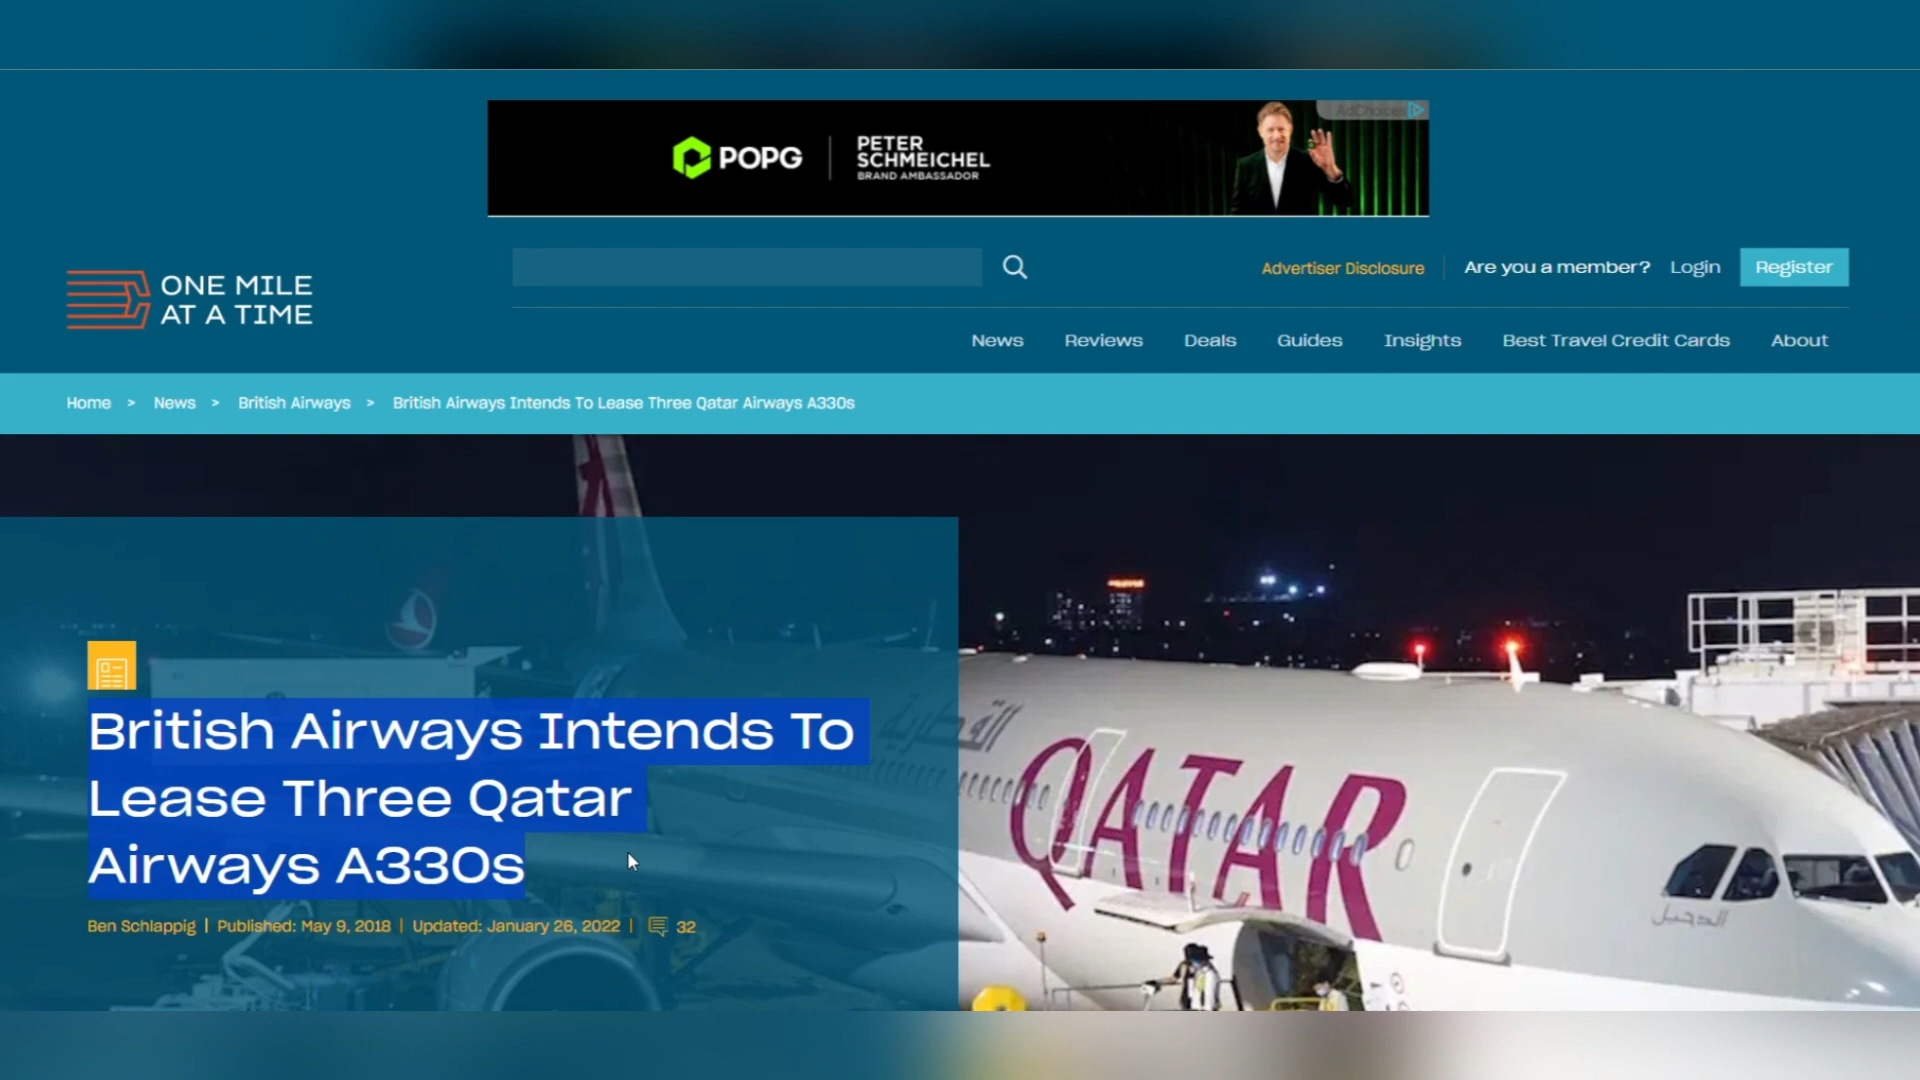 AdChoices
POPG
PETER
SCHMEICHEL
BRAND AMBASSADOR
ONE MILE
AT A TIME
Advertiser Disclosure
Are you a member?
Login
Register
News
Reviews
Deals
Guides
Insights
Best Travel Credit Cards
About
Home > News > British Airways > British Airways Intends To Lease Three Qatar Airways A330s
British Airways Intends To
Lease Three Qatar
Airways A330s
Ben Schlappig | Published: May 9, 2018 | Updated: January 26, 2022 | 32
القطرية
QATAR